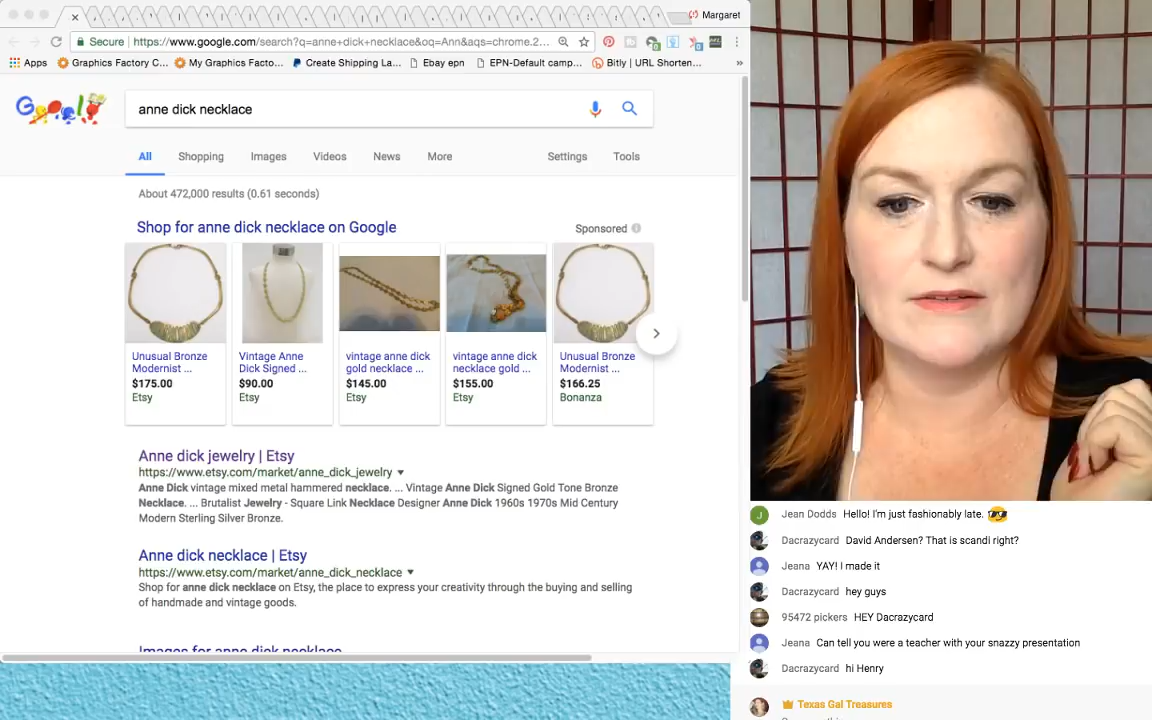 Margaret
Secure | https://www.google.com/search?q=anne+dick+necklace&oq=Ann&aqs=chrome.2...
Apps Graphics Factory C... My Graphics Facto... Create Shipping La... Ebay epn EPN-Default camp... Bitly | URL Shorten... »
Google
anne dick necklace
All Shopping Images Videos News More Settings Tools
About 472,000 results (0.61 seconds)
Shop for anne dick necklace on Google Sponsored
Unusual Bronze
Modernist ...
$175.00
Etsy
Vintage Anne
Dick Signed ...
$90.00
Etsy
vintage anne dick
gold necklace ...
$145.00
Etsy
vintage anne dick
necklace gold ...
$155.00
Etsy
Unusual Bronze
Modernist ...
$166.25
Bonanza
Anne dick jewelry | Etsy
https://www.etsy.com/market/anne_dick_jewelry
Anne Dick vintage mixed metal hammered necklace. ... Vintage Anne Dick Signed Gold Tone Bronze
Necklace. ... Brutalist Jewelry - Square Link Necklace Designer Anne Dick 1960s 1970s Mid Century
Modern Sterling Silver Bronze.
Anne dick necklace | Etsy
https://www.etsy.com/market/anne_dick_necklace
Shop for anne dick necklace on Etsy, the place to express your creativity through the buying and selling
of handmade and vintage goods.
Images for anne dick necklace
J Jean Dodds Hello! I'm just fashionably late.
Dacrazycard David Andersen? That is scandi right?
Jeana YAY! I made it
Dacrazycard hey guys
95472 pickers HEY Dacrazycard
Jeana Can tell you were a teacher with your snazzy presentation
Dacrazycard hi Henry
Texas Gal Treasures